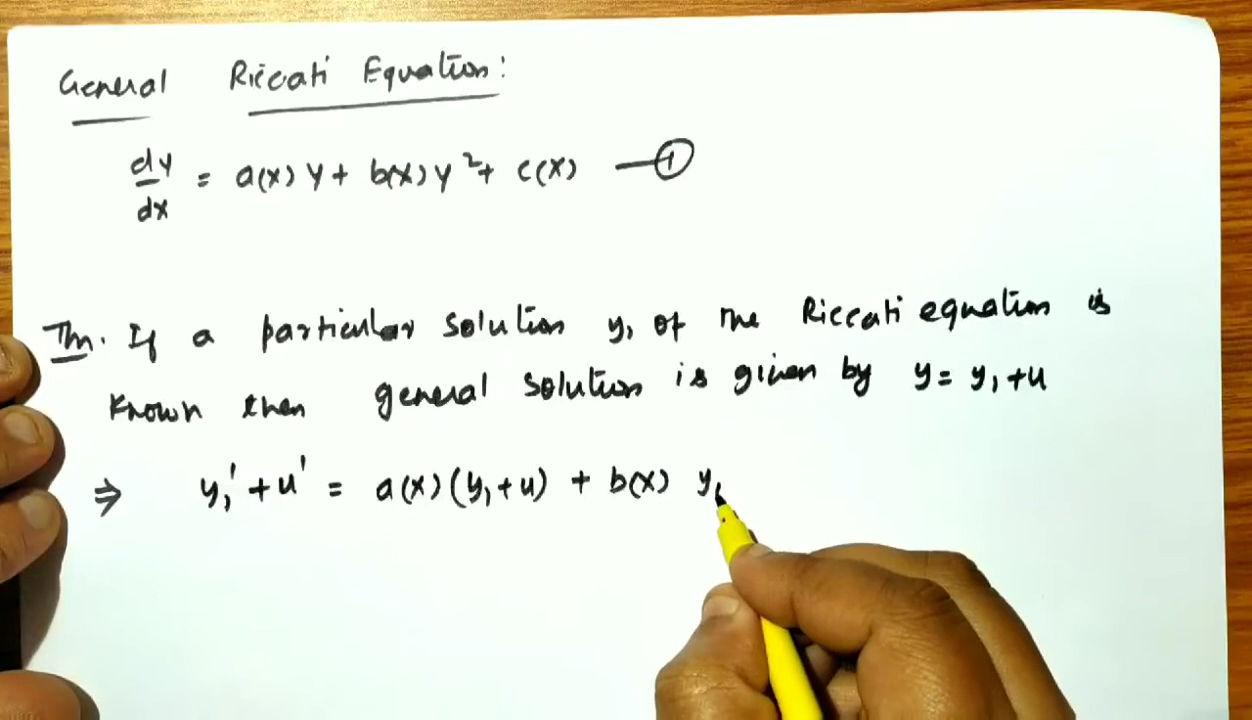 General Riccati Equation:
dy/dx = a(x) y + b(x) y² + c(x) —①
Th. If a particular solution y₁ of the Riccati equation is
known then general solution is given by y = y₁ + u
⇒ y₁' + u' = a(x)(y₁+u) + b(x) y₁